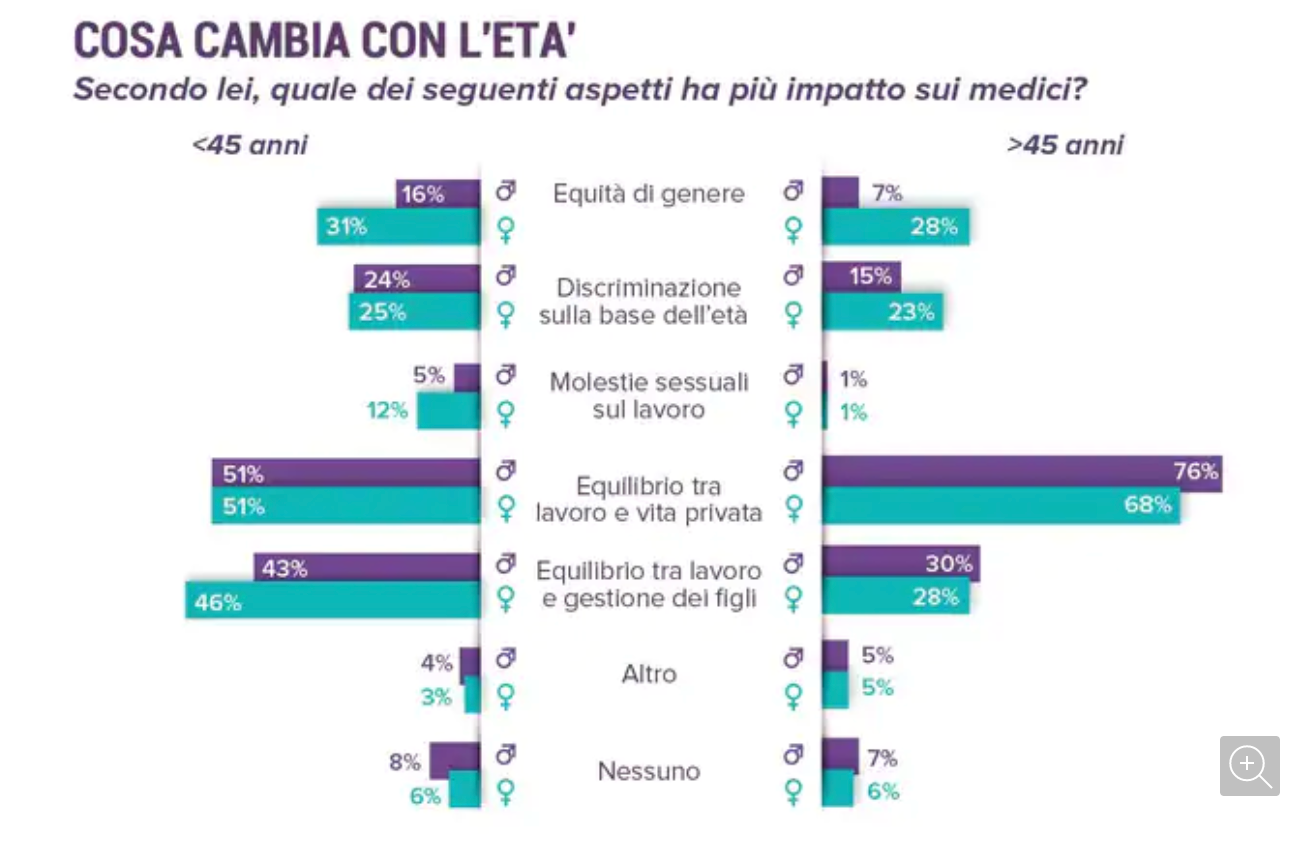 COSA CAMBIA CON L'ETA'
Secondo lei, quale dei seguenti aspetti ha più impatto sui medici?
<45 anni
>45 anni
16% ♂ Equità di genere ♂ 7%
31% ♀ ♀ 28%
24% ♂ Discriminazione ♂ 15%
25% ♀ sulla base dell'età ♀ 23%
5% ♂ Molestie sessuali ♂ 1%
12% ♀ sul lavoro ♀ 1%
51% ♂ Equilibrio tra ♂ 76%
51% ♀ lavoro e vita privata ♀ 68%
43% ♂ Equilibrio tra lavoro ♂ 30%
46% ♀ e gestione dei figli ♀ 28%
4% ♂ Altro ♂ 5%
3% ♀ ♀ 5%
8% ♂ Nessuno ♂ 7%
6% ♀ ♀ 6%